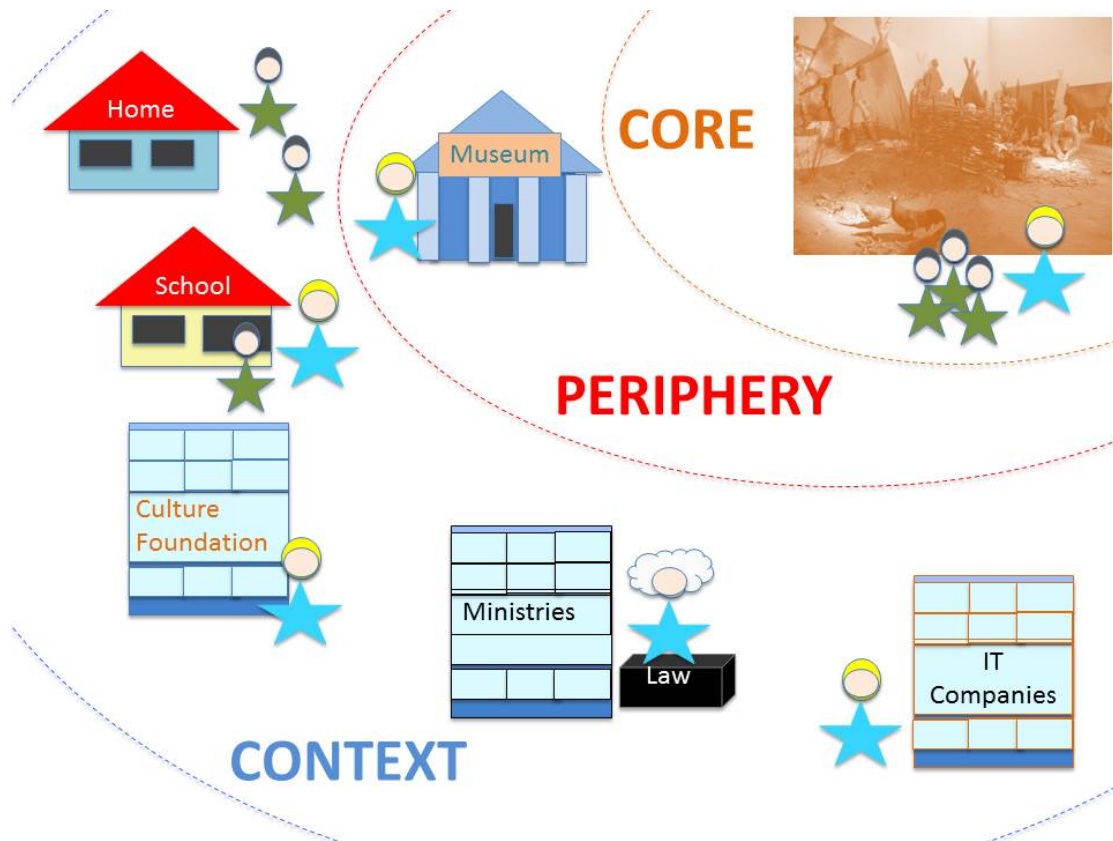 Home
Museum
CORE
School
PERIPHERY
Culture
Foundation
Ministries
Law
IT
Companies
CONTEXT